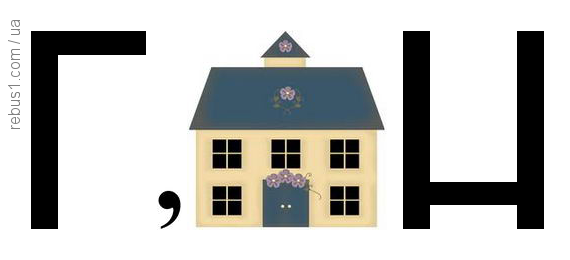 rebus1.com / ua
Г , Н